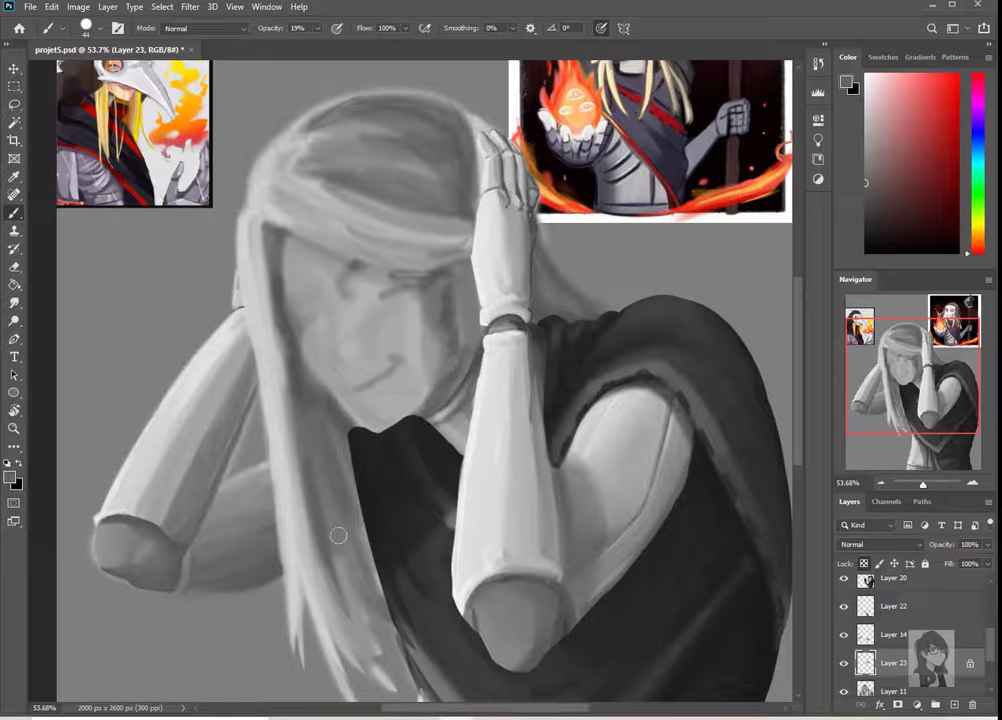 File Edit Image Layer Type Select Filter 3D View Window Help
44 Mode: Normal Opacity: 19% Flow: 100% Smoothing: 0% 0°
projet5.psd @ 53.7% (Layer 23, RGB/8#) * ×
Color Swatches Gradients Patterns
Navigator
53.68%
Layers Channels Paths
Kind
Normal Opacity: 100%
Lock: Fill: 100%
Layer 20
Layer 22
Layer 14
Layer 23
Layer 11
53.68% 2000 px x 2600 px (300 ppi)